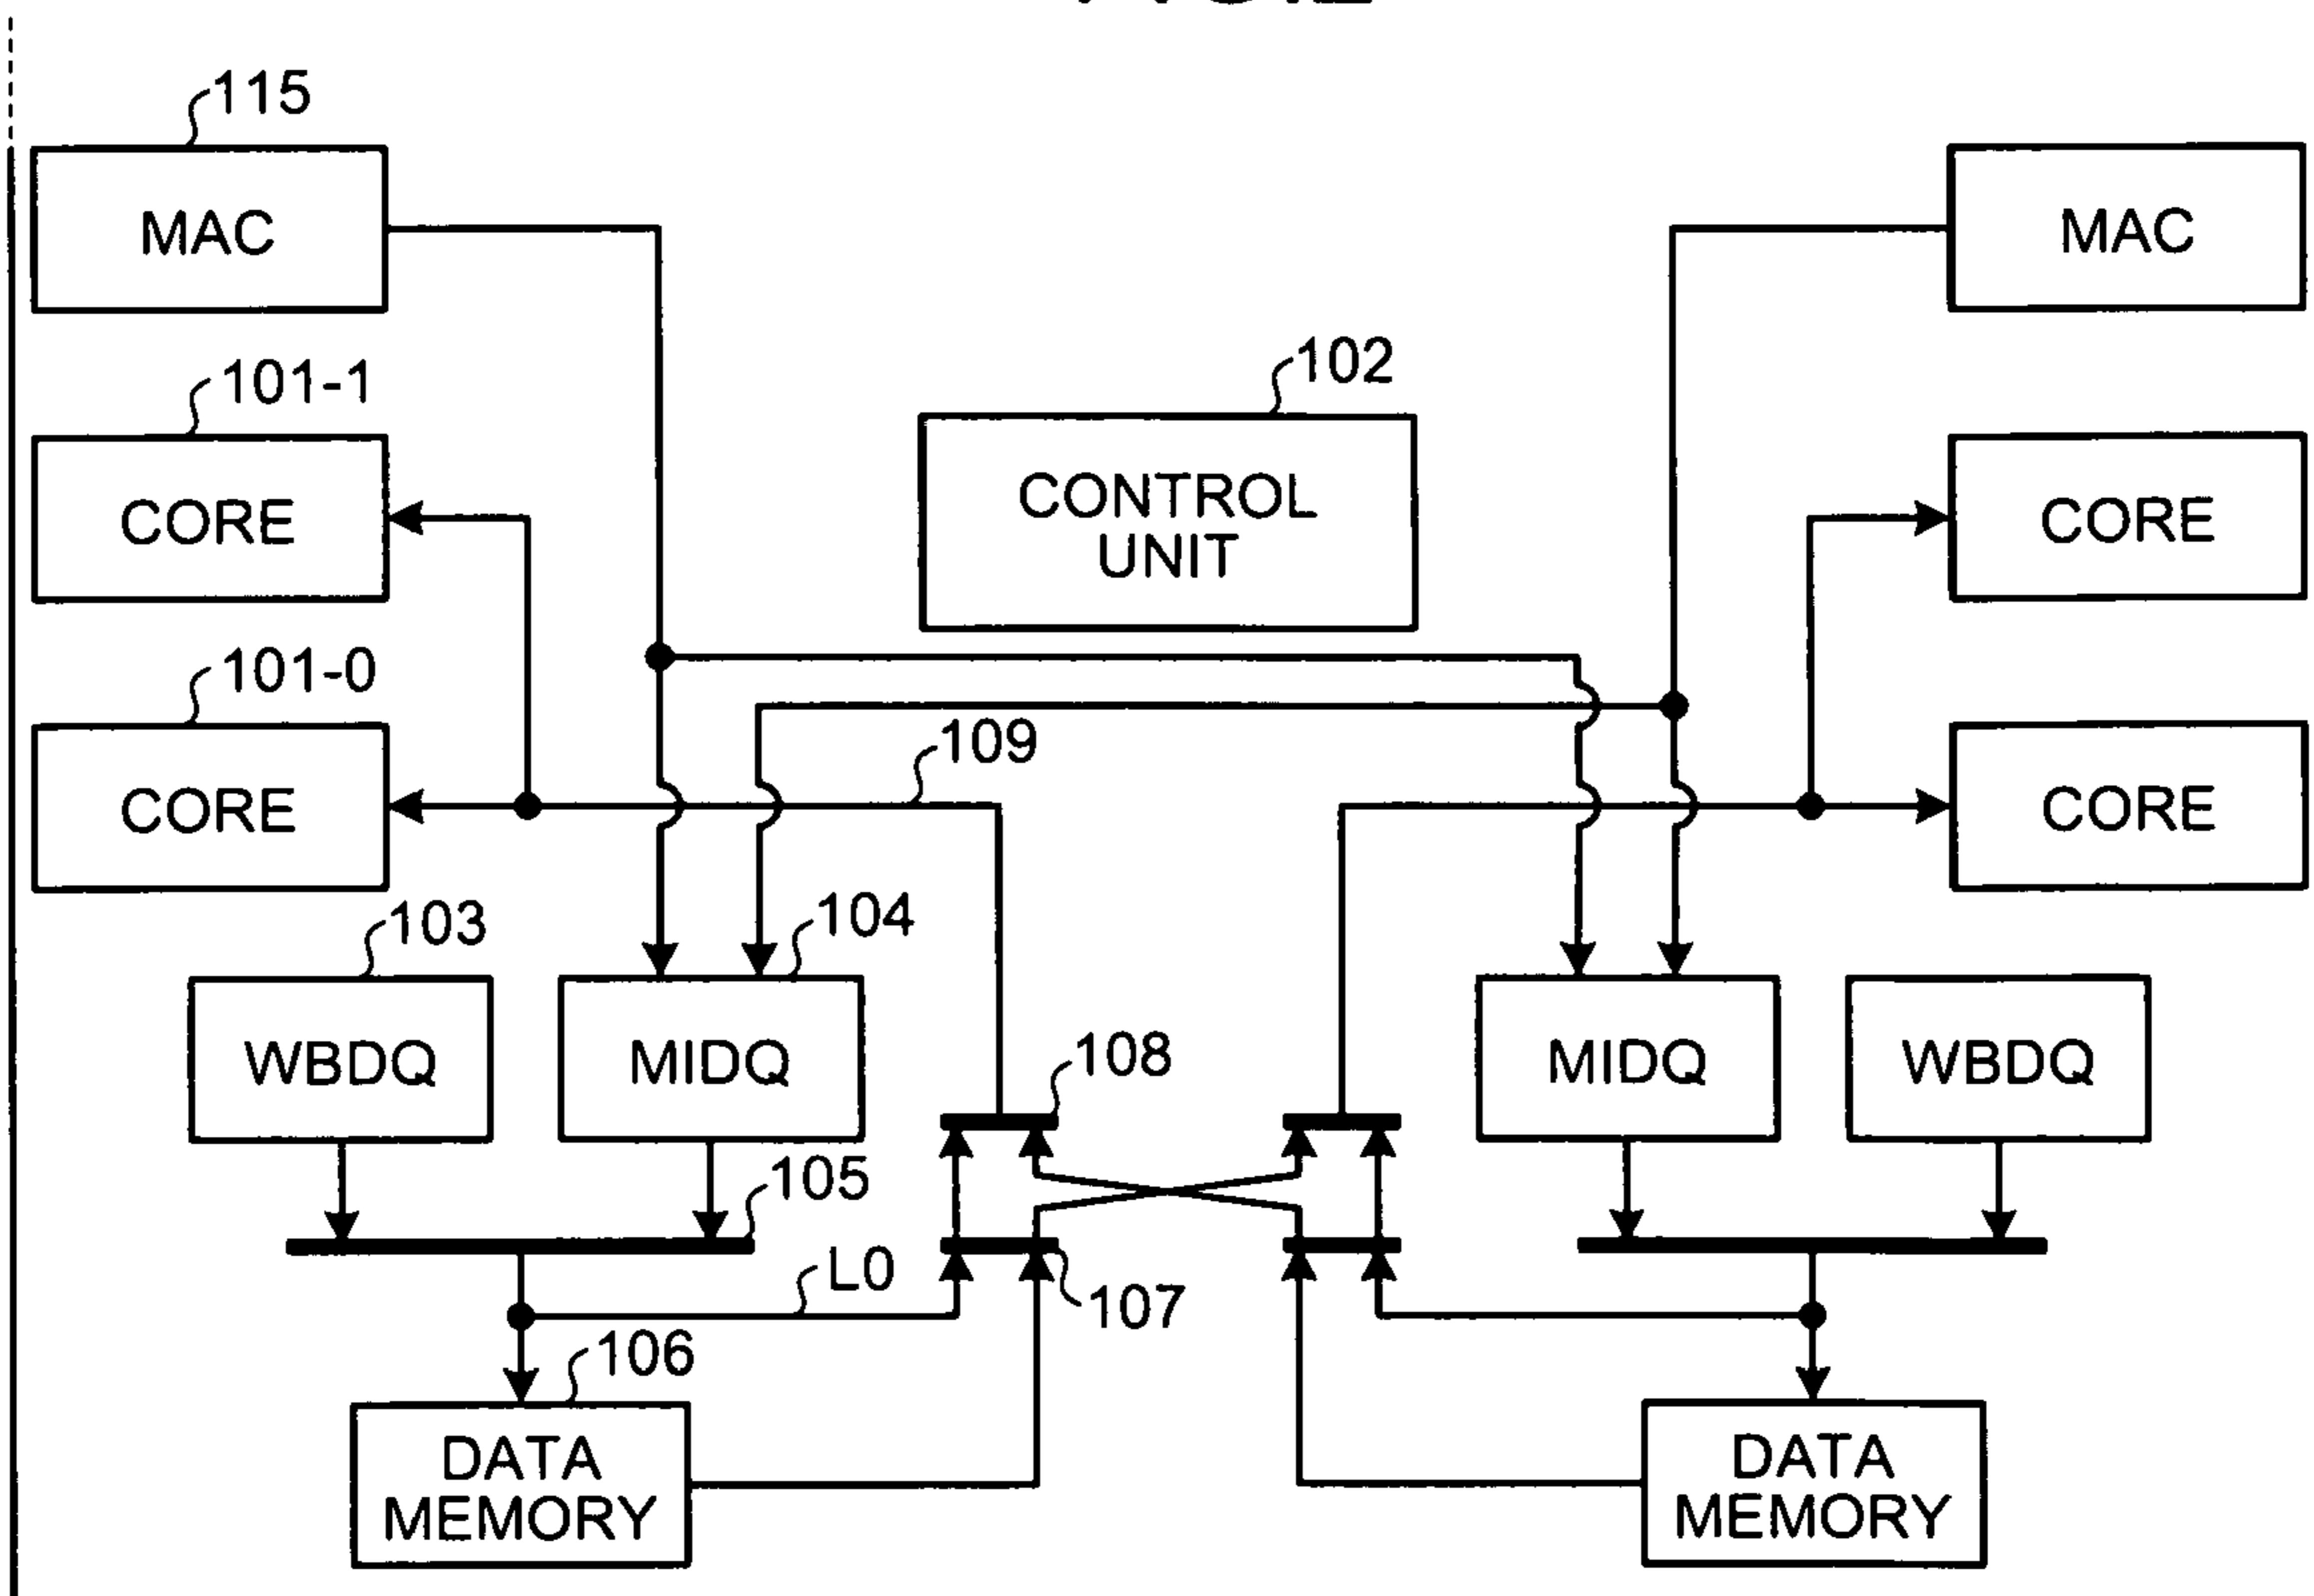 115
MAC
MAC
101-1
102
CORE
CONTROL
UNIT
CORE
101-0
109
CORE
CORE
103
104
WBDQ
MIDQ
108
MIDQ
WBDQ
105
L0
107
106
DATA
MEMORY
DATA
MEMORY